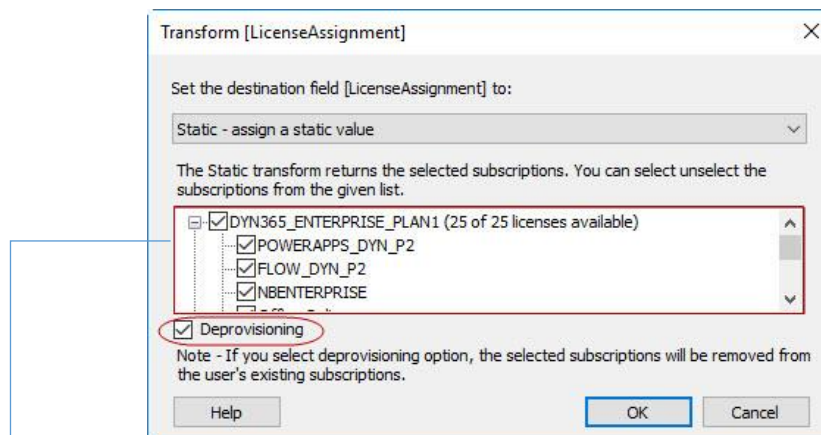 Transform [LicenseAssignment]
Set the destination field [LicenseAssignment] to:
Static - assign a static value
The Static transform returns the selected subscriptions. You can select unselect the
subscriptions from the given list.
DYN365_ENTERPRISE_PLAN1 (25 of 25 licenses available)
POWERAPPS_DYN_P2
FLOW_DYN_P2
NBENTERPRISE
Deprovisioning
Note - If you select deprovisioning option, the selected subscriptions will be removed from
the user's existing subscriptions.
Help
OK
Cancel